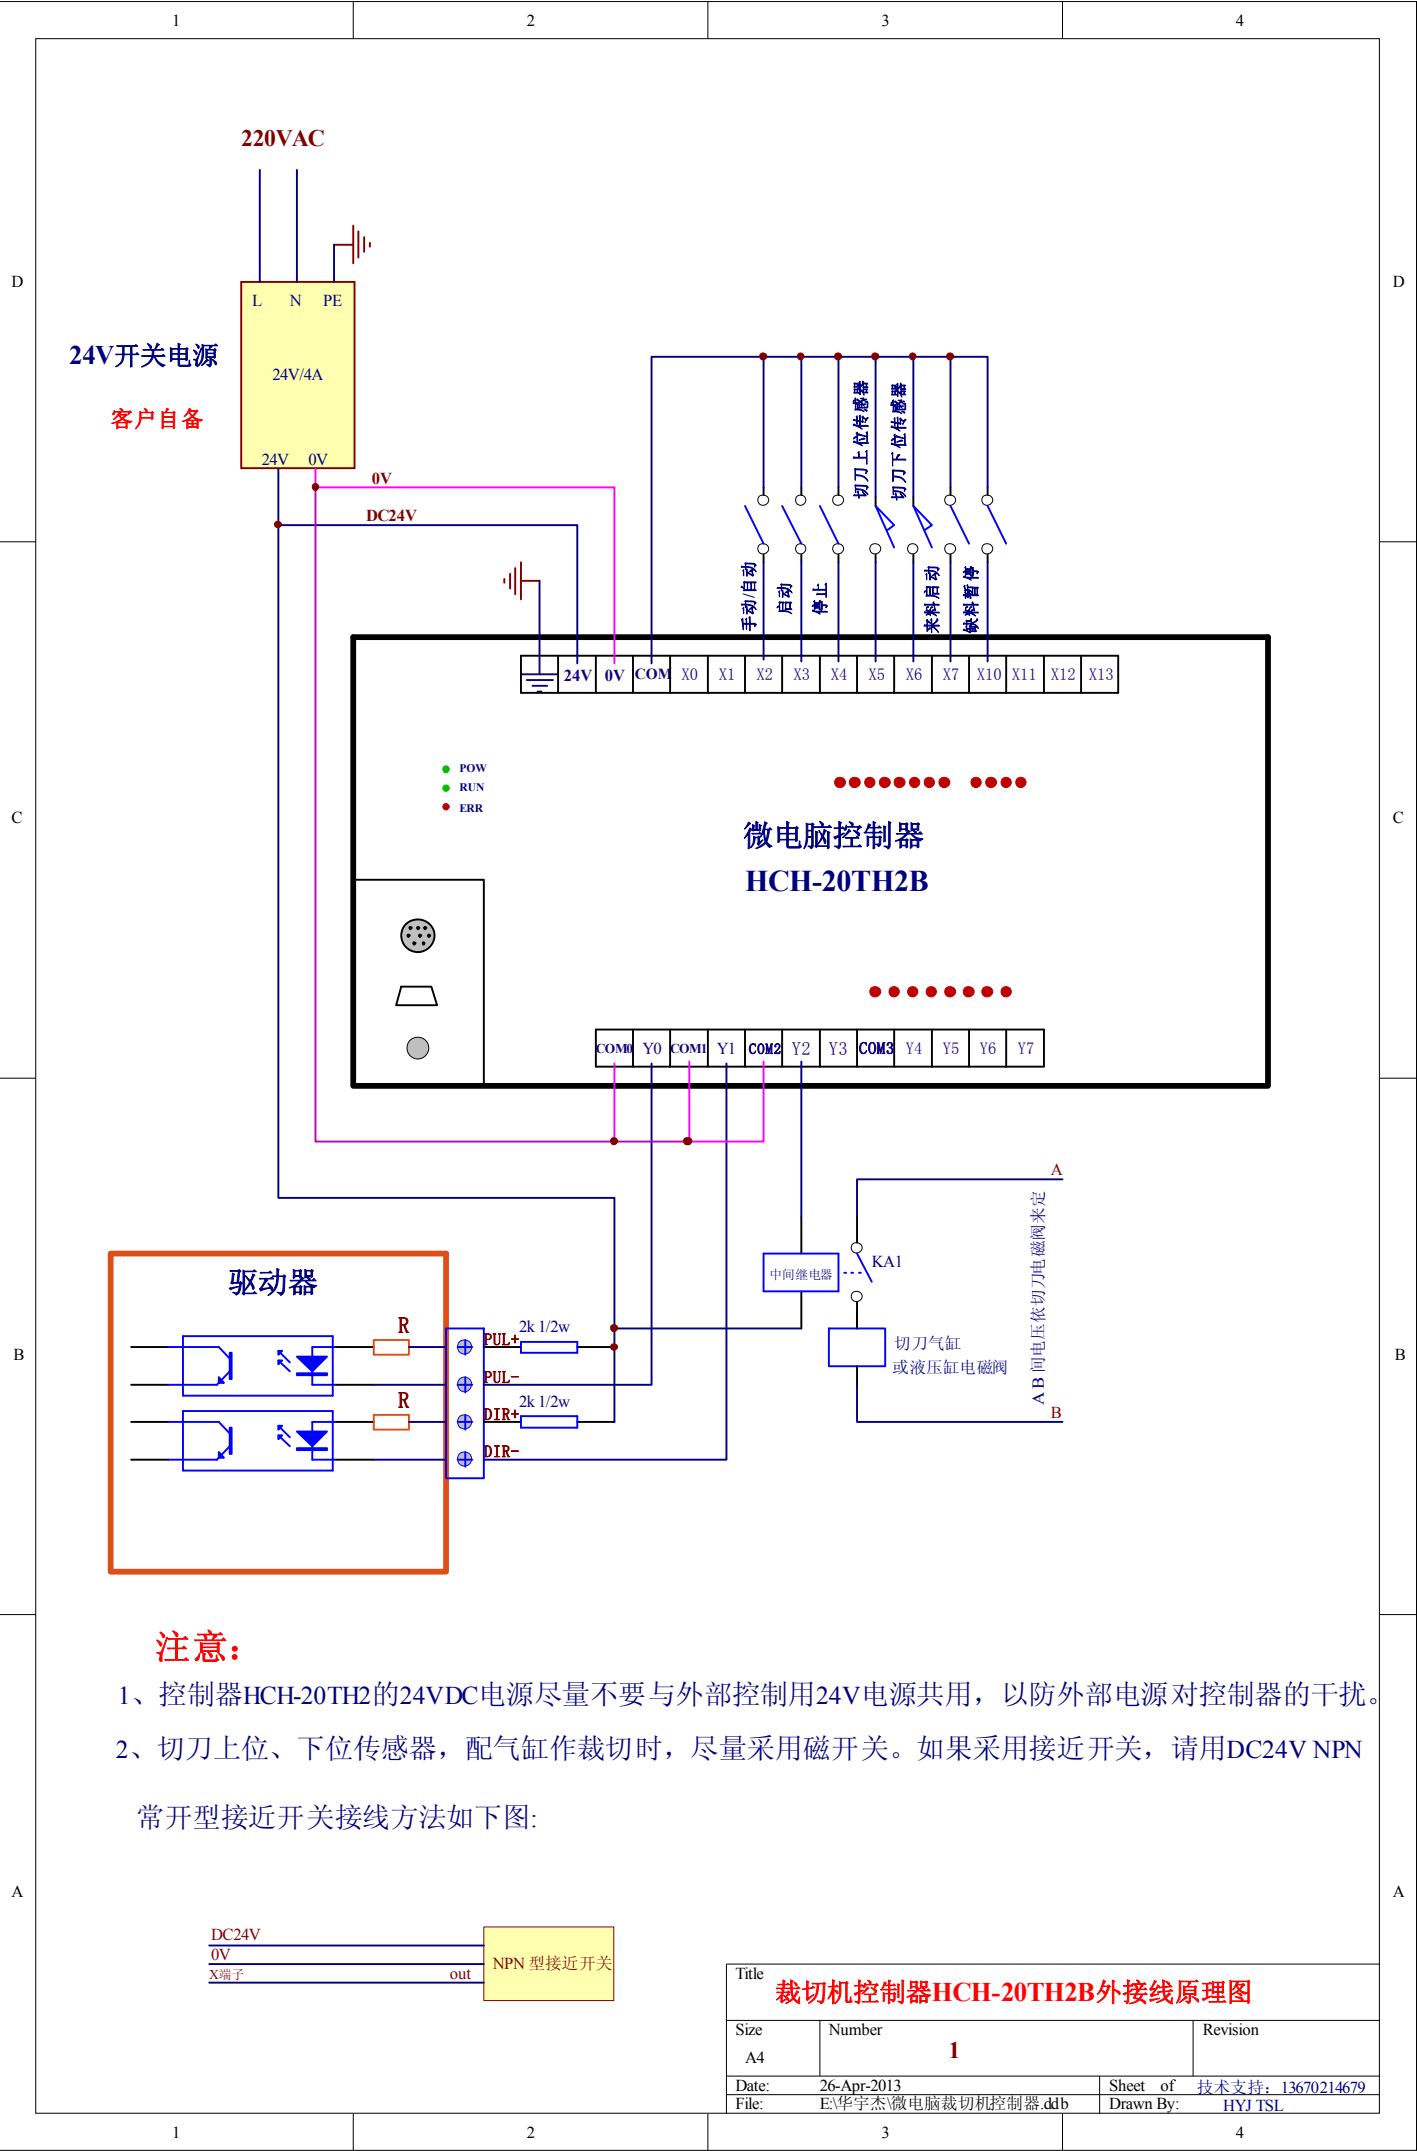 1 2 3 4
220VAC
D D
L N PE
24V开关电源
24V/4A
客户自备
24V 0V
0V
DC24V
切刀上位传感器
切刀下位传感器
手动/自动
启动
停止
来料启动
缺料暂停
24V 0V COM X0 X1 X2 X3 X4 X5 X6 X7 X10 X11 X12 X13
POW
RUN
ERR
C C
微电脑控制器
HCH-20TH2B
COM0 Y0 COM1 Y1 COM2 Y2 Y3 COM3 Y4 Y5 Y6 Y7
A
AB间电压依切刀电磁阀来定
KA1
中间继电器
驱动器
R
PUL+
2k 1/2w
切刀气缸
或液压缸电磁阀
B B
PUL-
R
DIR+
2k 1/2w
B
DIR-
注意：
1、控制器HCH-20TH2的24VDC电源尽量不要与外部控制用24V电源共用，以防外部电源对控制器的干扰。
2、切刀上位、下位传感器，配气缸作裁切时，尽量采用磁开关。如果采用接近开关，请用DC24V NPN
常开型接近开关接线方法如下图:
A A
DC24V
0V
X端子 out
NPN 型接近开关
Title
裁切机控制器HCH-20TH2B外接线原理图
Size Number Revision
A4 1
Date: 26-Apr-2013 Sheet of 技术支持：13670214679
File: E:\华宇杰\微电脑裁切机控制器.ddb Drawn By: HYJ TSL
1 2 3 4